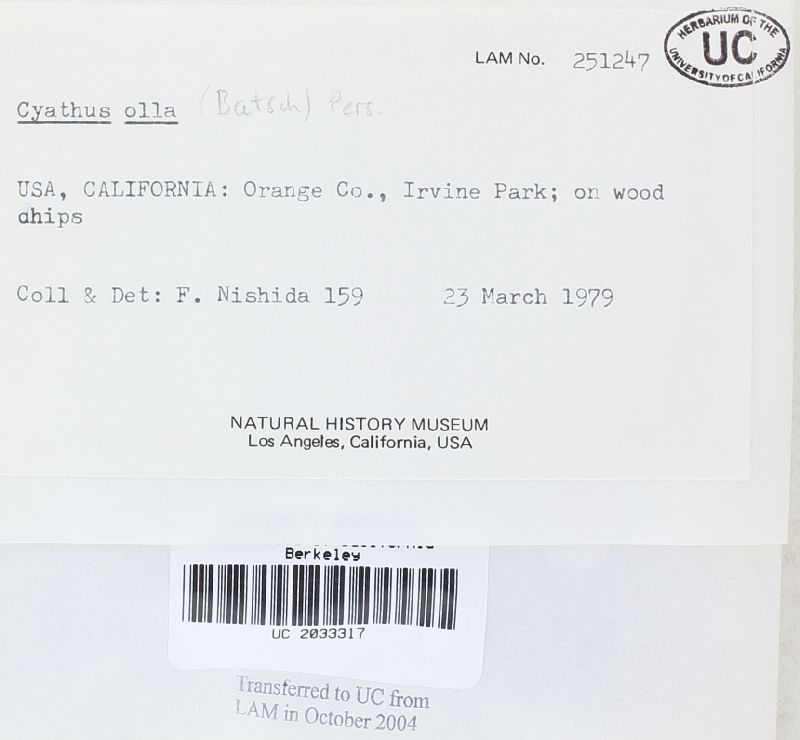 LAM No. 251247
HERBARIUM OF THE
UC
UNIVERSITY OF CALIFORNIA
Cyathus olla (Batsch) Pers.
USA, CALIFORNIA: Orange Co., Irvine Park; on wood
ahips
Coll & Det: F. Nishida 159 23 March 1979
NATURAL HISTORY MUSEUM
Los Angeles, California, USA
Berkeley
UC 2033317
Transferred to UC from
LAM in October 2004